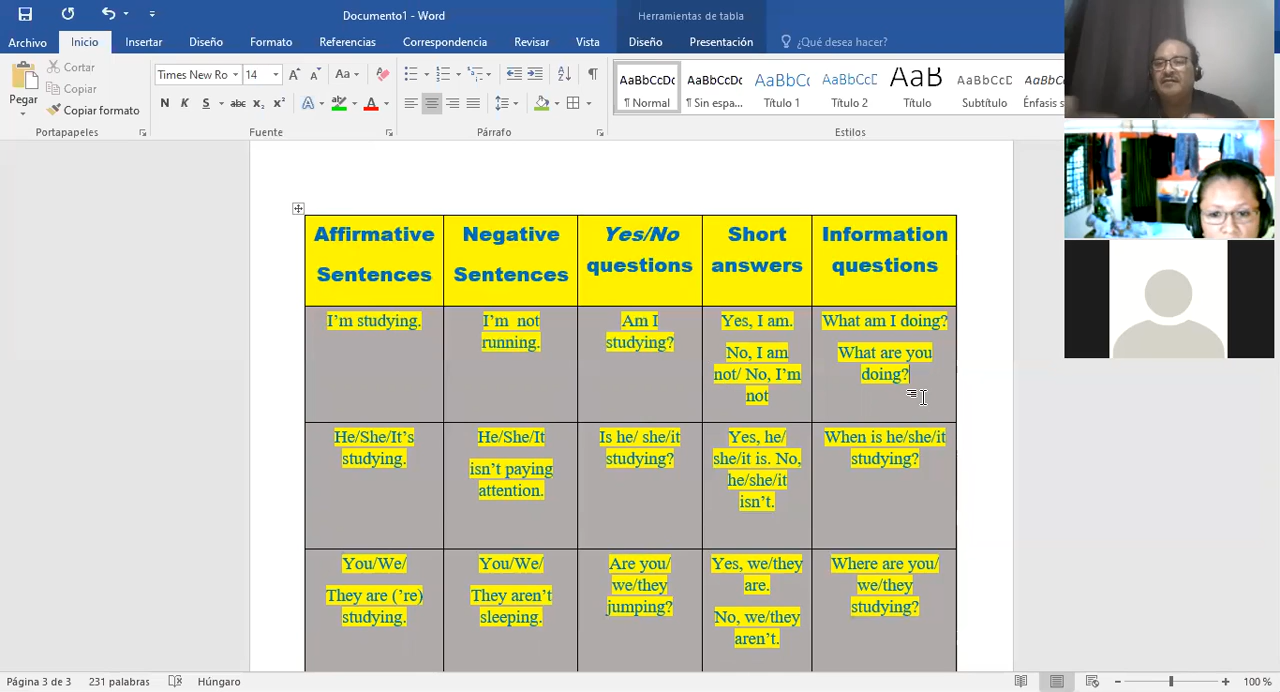 Documento1 - Word
Herramientas de tabla
Archivo
Inicio
Insertar
Diseño
Formato
Referencias
Correspondencia
Revisar
Vista
Diseño
Presentación
¿Qué desea hacer?
Pegar
Cortar
Copiar
Copiar formato
Portapapeles
Times New Ro
14
Aa
N K S abc x₂ x²
A
A
Fuente
Párrafo
AaBbCcDc
¶ Normal
AaBbCcDc
¶ Sin espa...
AaBbCc
Título 1
AaBbCcD
Título 2
AaB
Título
AaBbCcD
Subtítulo
AaBbCc
Énfasis s
Estilos
Affirmative
Sentences
Negative
Sentences
Yes/No
questions
Short
answers
Information
questions
I'm studying.
I'm not
running.
Am I
studying?
Yes, I am.
No, I am
not/ No, I'm
not
What am I doing?
What are you
doing?
He/She/It's
studying.
He/She/It
isn't paying
attention.
Is he/ she/it
studying?
Yes, he/
she/it is. No,
he/she/it
isn't.
When is he/she/it
studying?
You/We/
They are ('re)
studying.
You/We/
They aren't
sleeping.
Are you/
we/they
jumping?
Yes, we/they
are.
No, we/they
aren't.
Where are you/
we/they
studying?
Página 3 de 3
231 palabras
Húngaro
100 %